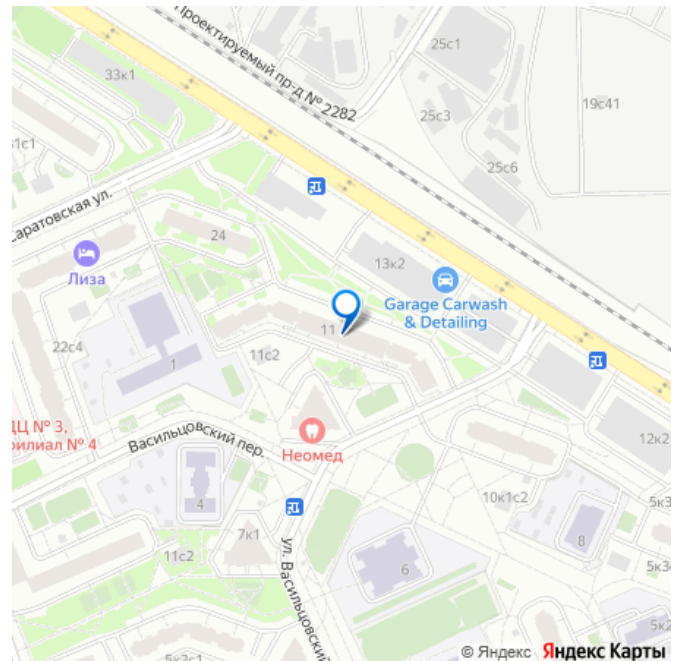 25с1
Проектируемый пр-д № 2282
33к1
19с41
25с3
1с1
25с6
Саратовская ул.
24
Лиза
13к2
Garage Carwash
& Detailing
11
22с4
11с2
1
ДЦ № 3,
филиал № 4
Васильцовский пер.
Неомед
12к2
4
10к1с2
5к3
7к1
8
11с2
6
5к3
ул. Васильцовский
5к2
5к2с1
© Яндекс Яндекс Карты